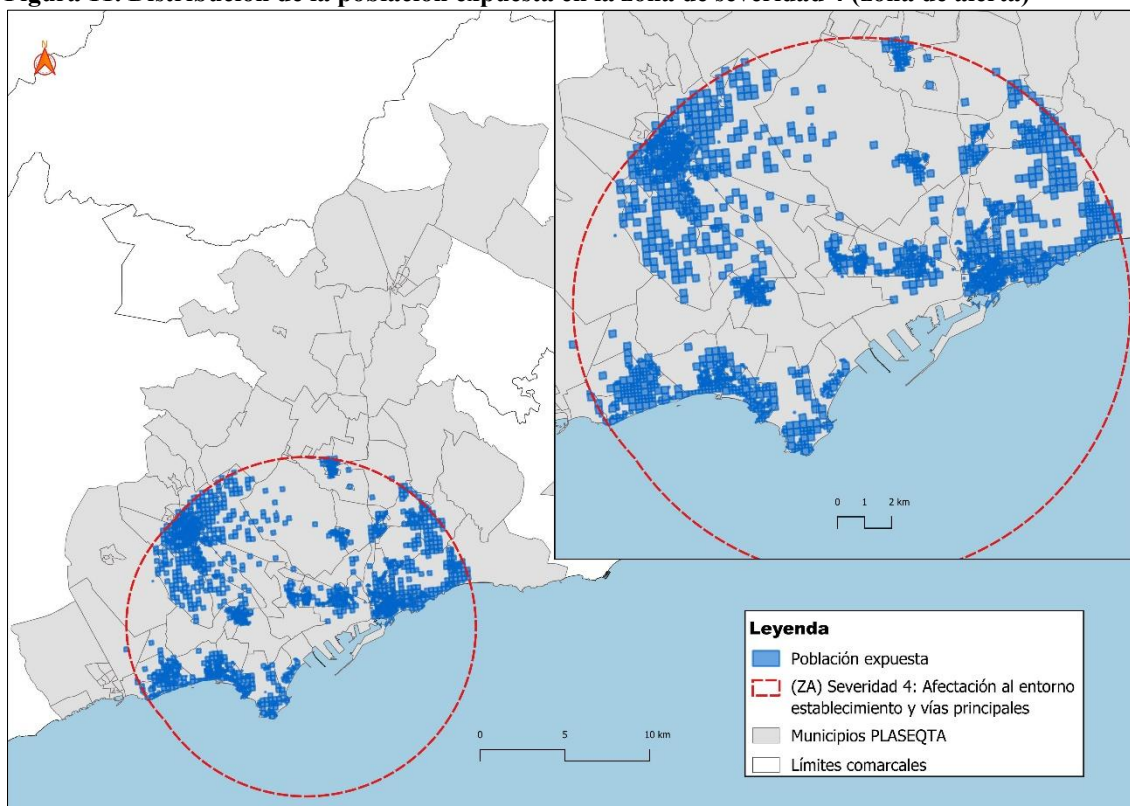 Figura 11. Distribución de la población expuesta en la zona de severidad 4 (zona de alerta)
N
0 1 2 km
0 5 10 km
Leyenda
Población expuesta
(ZA) Severidad 4: Afectación al entorno
establecimiento y vías principales
Municipios PLASEQTA
Límites comarcales